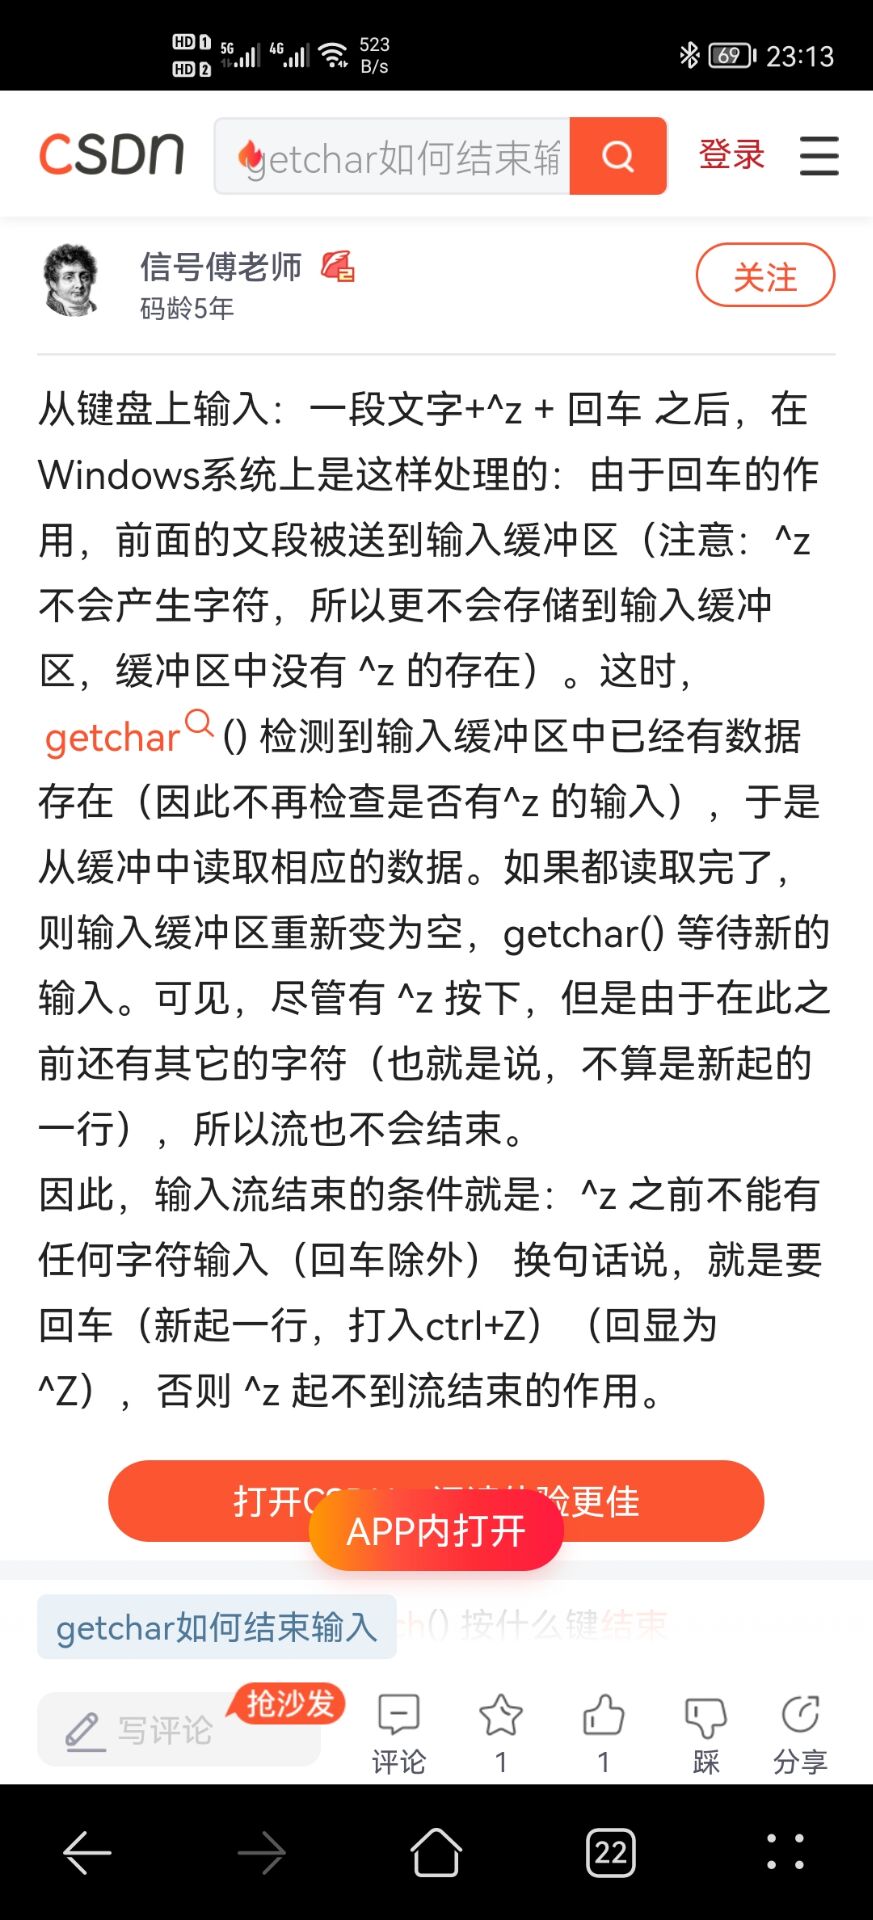 HD 1 5G 4G 523
HD 2 B/s
69 23:13
CSDN
getchar如何结束输
登录
信号傅老师
码龄5年
关注
从键盘上输入：一段文字+^z + 回车 之后，在
Windows系统上是这样处理的：由于回车的作
用，前面的文段被送到输入缓冲区（注意：^z
不会产生字符，所以更不会存储到输入缓冲
区，缓冲区中没有 ^z 的存在）。这时，
getchar() 检测到输入缓冲区中已经有数据
存在（因此不再检查是否有^z 的输入），于是
从缓冲中读取相应的数据。如果都读取完了，
则输入缓冲区重新变为空，getchar() 等待新的
输入。可见，尽管有 ^z 按下，但是由于在此之
前还有其它的字符（也就是说，不算是新起的
一行），所以流也不会结束。
因此，输入流结束的条件就是：^z 之前不能有
任何字符输入（回车除外） 换句话说，就是要
回车（新起一行，打入ctrl+Z）（回显为
^Z），否则 ^z 起不到流结束的作用。
打开 验更佳
APP内打开
getchar如何结束输入
ch() 按什么键结束
写评论
抢沙发
评论
1
1
踩
分享
22